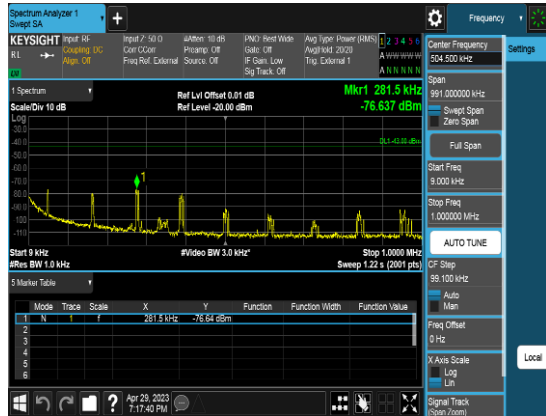 Spectrum Analyzer 1
Swept SA
+
Frequency
KEYSIGHT
RL
Input: RF
Coupling: DC
Align: Off
Input Z: 50 Ω
Corr CCorr
Freq Ref: External
#Atten: 10 dB
Preamp: Off
Source: Off
PNO: Best Wide
Gate: Off
IF Gain: Low
Sig Track: Off
Avg Type: Power (RMS)
Avg|Hold: 20/20
Trig: External 1
1 2 3 4 5 6
A W W W W W
A N N N N N
Center Frequency
504.500 kHz
Settings
Span
991.000000 kHz
Swept Span
Zero Span
Full Span
Start Freq
9.000 kHz
Stop Freq
1.000000 MHz
AUTO TUNE
CF Step
99.100 kHz
Auto
Man
Freq Offset
0 Hz
X Axis Scale
Log
Lin
Local
Signal Track
(Span Zoom)
1 Spectrum
Scale/Div 10 dB
Ref Lvl Offset 0.01 dB
Ref Level -20.00 dBm
Mkr1 281.5 kHz
-76.637 dBm
Log
-30.0
-40.0
-50.0
-60.0
-70.0
-80.0
-90.0
-100
-110
DL1 -43.00 dBm
1
Start 9 kHz
#Res BW 1.0 kHz
#Video BW 3.0 kHz*
Stop 1.0000 MHz
Sweep 1.22 s (2001 pts)
5 Marker Table
Mode Trace Scale X Y Function Function Width Function Value
1 N 1 f 281.5 kHz -76.64 dBm
2
3
4
5
6
?
Apr 29, 2023
7:17:40 PM